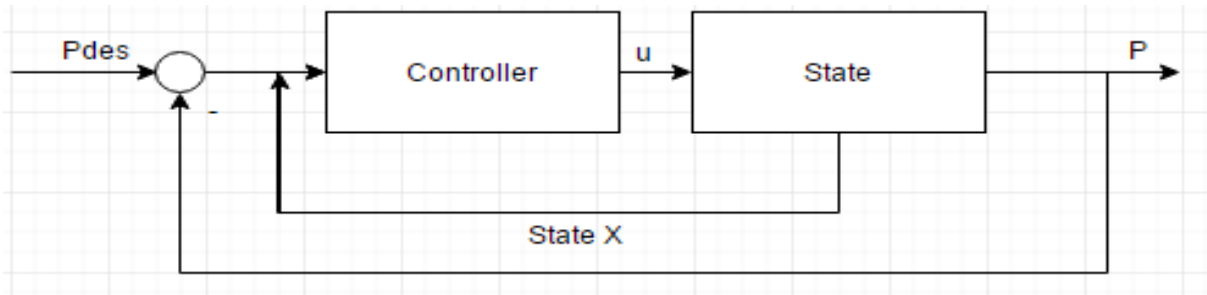 Pdes
Controller
u
State
P
-
State X